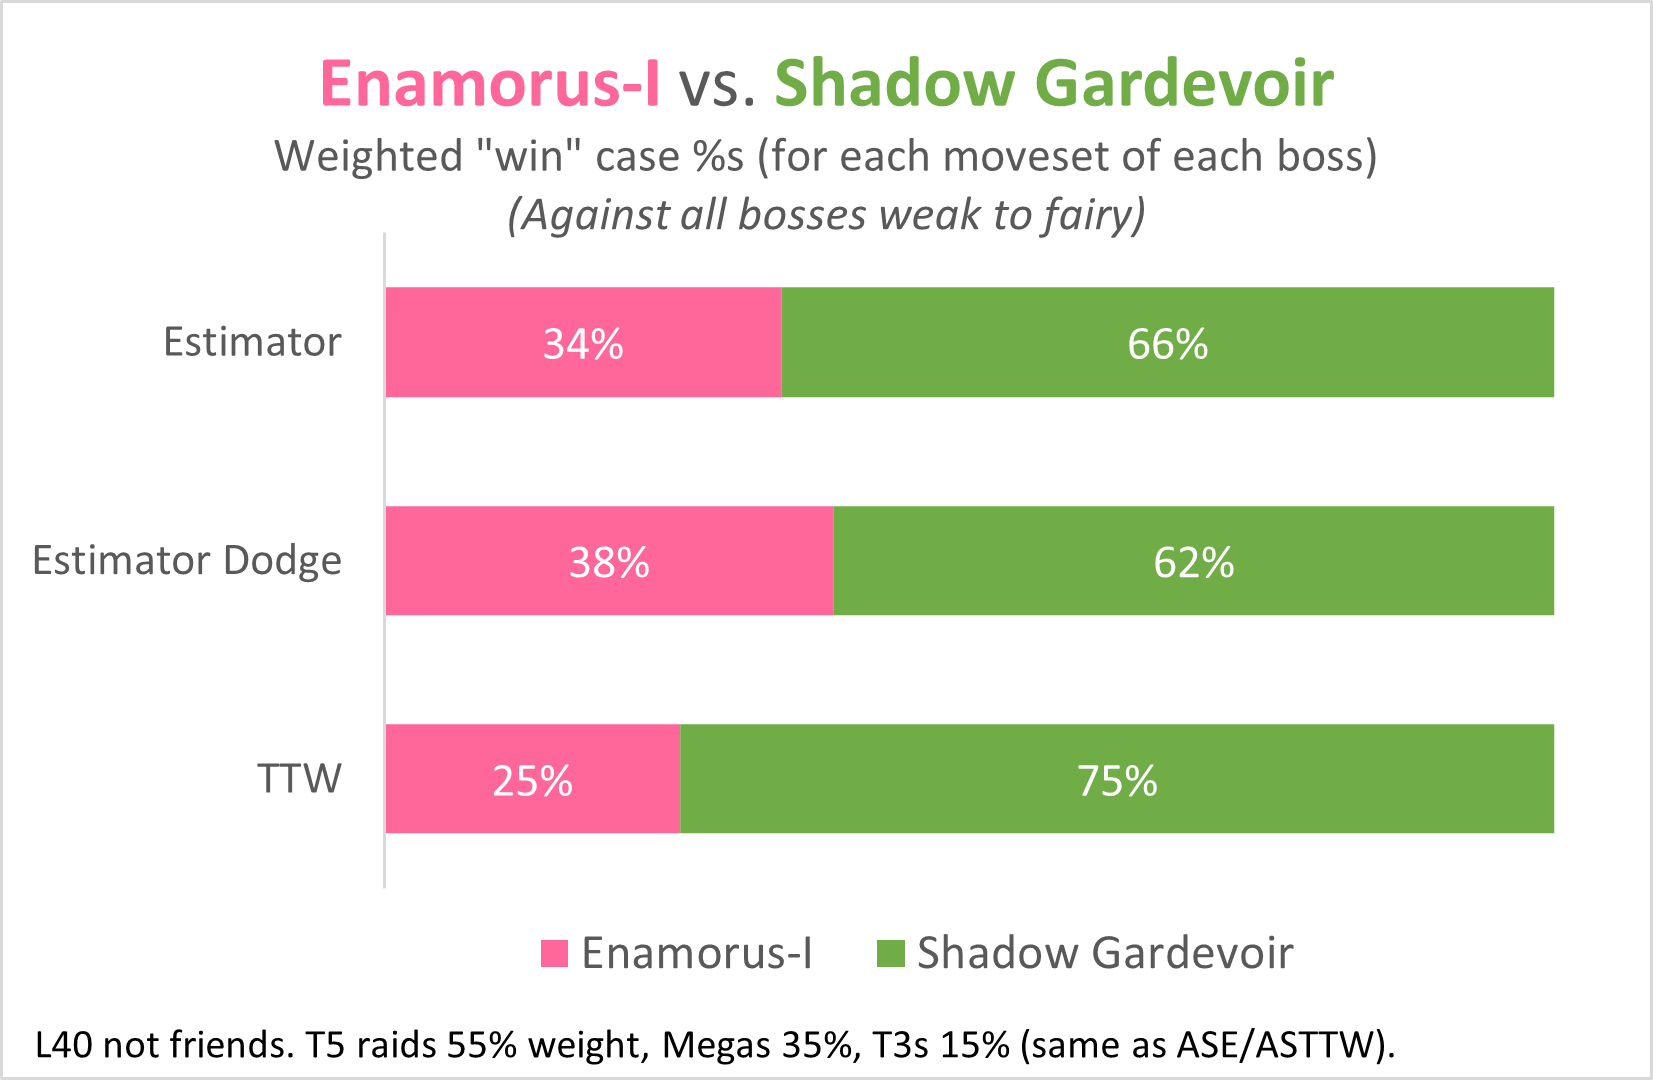 Enamorus-I vs. Shadow Gardevoir
Weighted "win" case %s (for each moveset of each boss)
(Against all bosses weak to fairy)
Estimator
34%
66%
Estimator Dodge
38%
62%
TTW
25%
75%
Enamorus-I
Shadow Gardevoir
L40 not friends. T5 raids 55% weight, Megas 35%, T3s 15% (same as ASE/ASTTW).